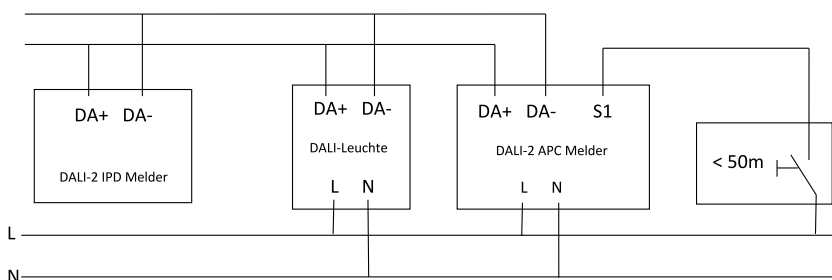 DA+ DA-
DALI-2 IPD Melder
DA+ DA-
DALI-Leuchte
L N
DA+ DA- S1
DALI-2 APC Melder
L N
< 50m
L
N